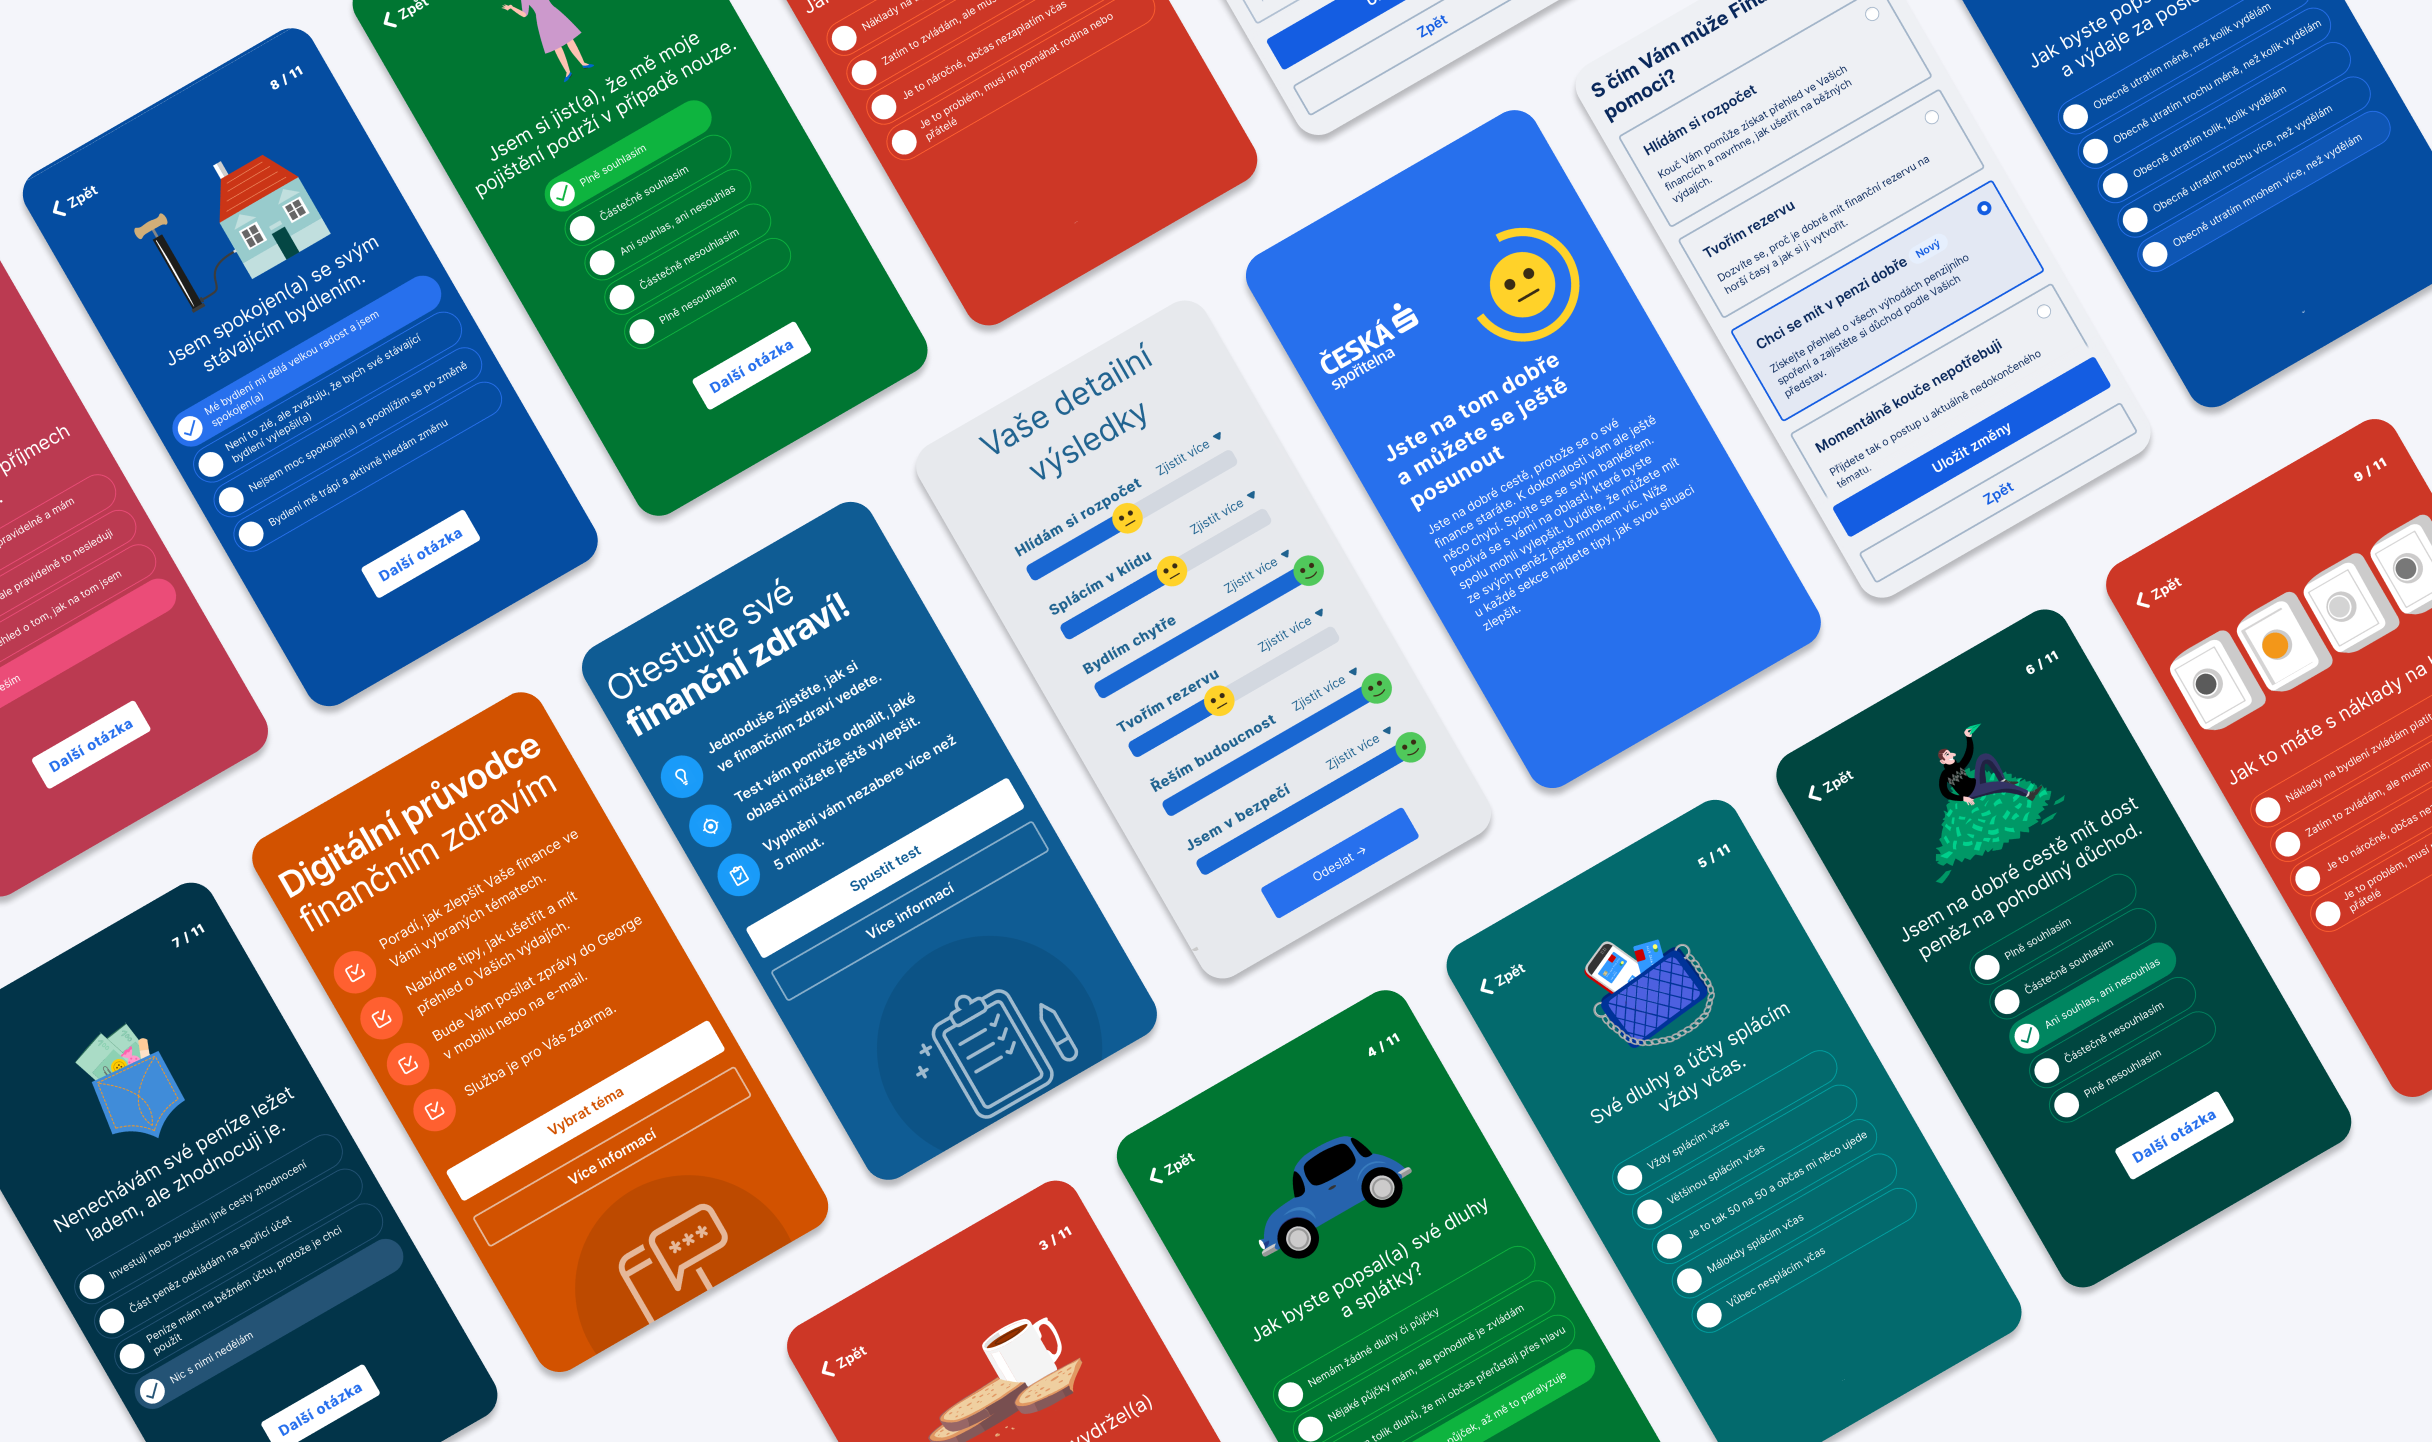 příjmech
pravidelně a mám
ale pravidelně to nesleduji
o tom, jak na tom jsem
Další otázka
Zpět
8 / 11
Jsem spokojen(a) se svým
stávajícím bydlením.
Mé bydlení mi dělá velkou radost a jsem
spokojen(a)
Není to zlé, ale zvažuju, že bych své stávající
bydlení vylepšil(a)
Nejsem moc spokojen(a) a poohlížím se po změně
Bydlení mě trápí a aktivně hledám změnu
Další otázka
Zpět
Jsem si jist(a), že mě moje
pojištění podrží v případě nouze.
Plně souhlasím
Částečně souhlasím
Ani souhlas, ani nesouhlas
Částečně nesouhlasím
Plně nesouhlasím
Další otázka
Náklady na
Zatím to zvládám, ale
Je to náročné, občas nezaplatím včas
Je to problém, musí mi pomáhat rodina nebo
přátelé
Zpět
S čím Vám může
pomoci?
Hlídám si rozpočet
Kouč Vám pomůže získat přehled ve Vašich
financích a navrhne, jak ušetřit na běžných
výdajích.
Tvořím rezervu
Dozvíte se, proč je dobré mít finanční rezervu na
horší časy a jak si ji vytvořit.
Chci se mít v penzi dobře
Nový
Získejte přehled o všech výhodách penzijního
spoření a zajistěte si důchod podle Vašich
představ.
Momentálně kouče nepotřebuji
Přijdete tak o postup u aktuálně nedokončeného
tématu.
Uložit změny
Zpět
Jak byste
a výdaje za
Obecně utratím méně, než kolik vydělám
Obecně utratím trochu méně, než kolik vydělám
Obecně utratím tolik, kolik vydělám
Obecně utratím trochu více, než vydělám
Obecně utratím mnohem více, než vydělám
7 / 11
Nenechávám své peníze ležet
ladem, ale zhodnocuji je.
Investuji nebo zkouším jiné cesty zhodnocení
Část peněz odkládám na spořicí účet
Peníze mám na běžném účtu, protože je chci
použít
Nic s nimi nedělám
Další otázka
Digitální průvodce
finančním zdravím
Poradí, jak zlepšit Vaše finance ve
Vámi vybraných tématech.
Nabídne tipy, jak ušetřit a mít
přehled o Vašich výdajích.
Bude Vám posílat zprávy do George
v mobilu nebo na e-mail.
Služba je pro Vás zdarma.
Vybrat téma
Více informací
Otestujte své
finanční zdraví!
Jednoduše zjistěte, jak si
ve finančním zdraví vedete.
Test vám pomůže odhalit, jaké
oblasti můžete ještě vylepšit.
Vyplnění vám nezabere více než
5 minut.
Spustit test
Více informací
Vaše detailní
výsledky
Hlídám si rozpočet
Zjistit více
Splácím v klidu
Zjistit více
Bydlím chytře
Zjistit více
Tvořím rezervu
Zjistit více
Řeším budoucnost
Zjistit více
Jsem v bezpečí
Zjistit více
Odeslat →
ČESKÁ
spořitelna
Jste na tom dobře
a můžete se ještě
posunout
Jste na dobré cestě, protože se o své
finance staráte. K dokonalosti vám ale ještě
něco chybí. Spojte se se svým bankéřem.
Podívá se s vámi na oblasti, které byste
spolu mohli vylepšit. Uvidíte, že můžete mít
ze svých peněz ještě mnohem víc. Níže
u každé sekce najdete tipy, jak svou situaci
zlepšit.
Zpět
3 / 11
vydržel(a)
Zpět
4 / 11
Jak byste popsal(a) své dluhy
a splátky?
Nemám žádné dluhy či půjčky
Nějaké půjčky mám, ale pohodlně je zvládám
tolik dluhů, že mi občas přerůstají přes hlavu
půjček, až mě to paralyzuje
Zpět
5 / 11
Své dluhy a účty splácím
vždy včas.
Vždy splácím včas
Většinou splácím včas
Je to tak 50 na 50 a občas mi něco ujede
Málokdy splácím včas
Vůbec nesplácím včas
Zpět
6 / 11
Jsem na dobré cestě mít dost
peněz na pohodlný důchod.
Plně souhlasím
Částečně souhlasím
Ani souhlas, ani nesouhlas
Částečně nesouhlasím
Plně nesouhlasím
Další otázka
Zpět
9 / 11
Jak to máte s náklady na
Náklady na bydlení zvládám
Zatím to zvládám, ale musím
Je to náročné, občas
Je to problém, musí
přátelé